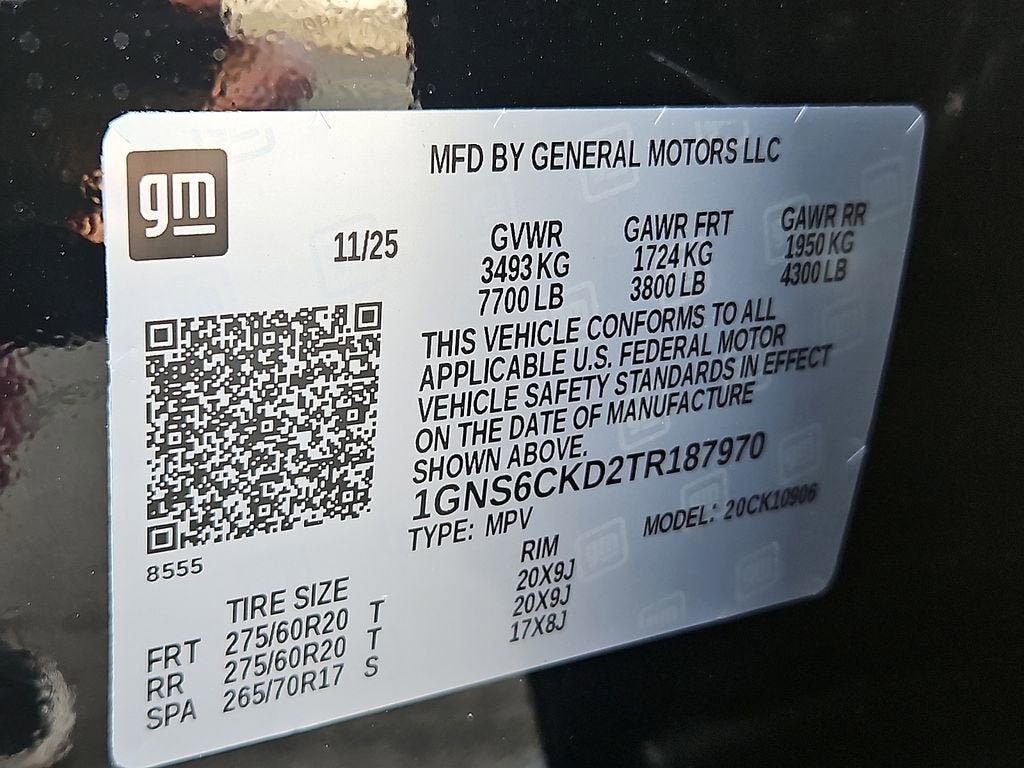 gm
MFD BY GENERAL MOTORS LLC
11/25
GVWR
3493 KG
7700 LB
GAWR FRT
1724 KG
3800 LB
GAWR RR
1950 KG
4300 LB
THIS VEHICLE CONFORMS TO ALL
APPLICABLE U.S. FEDERAL MOTOR
VEHICLE SAFETY STANDARDS IN EFFECT
ON THE DATE OF MANUFACTURE
SHOWN ABOVE.
1GNS6CKD2TR187970
TYPE: MPV
MODEL: 20CK10906
8555
TIRE SIZE
RIM
FRT 275/60R20 T 20X9J
RR 275/60R20 T 20X9J
SPA 265/70R17 S 17X8J